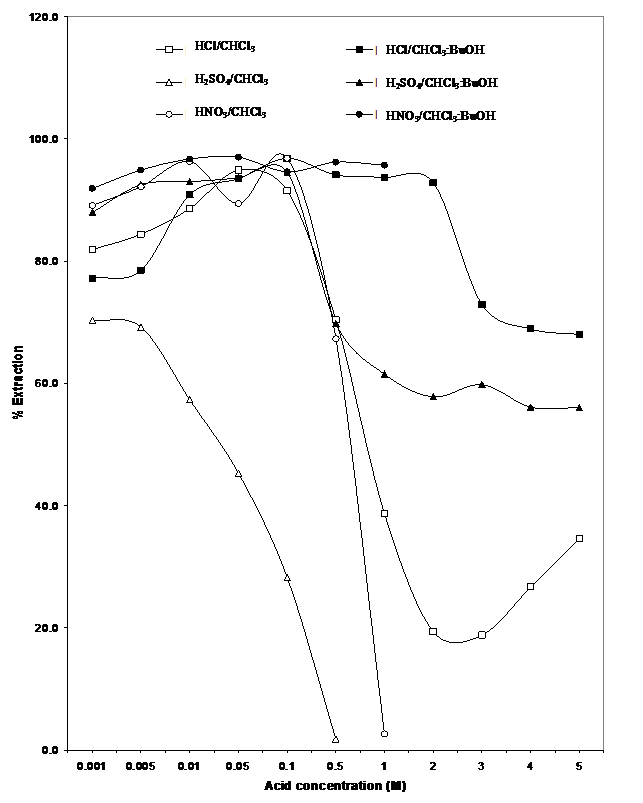 120.0
100.0
80.0
60.0
40.0
20.0
0.0
% Extraction
HCl/CHCl₃
H₂SO₄/CHCl₃
HNO₃/CHCl₃
HCl/CHCl₃:BuOH
H₂SO₄/CHCl₃:BuOH
HNO₃/CHCl₃:BuOH
0.001 0.005 0.01 0.05 0.1 0.5 1 2 3 4 5
Acid concentration (M)